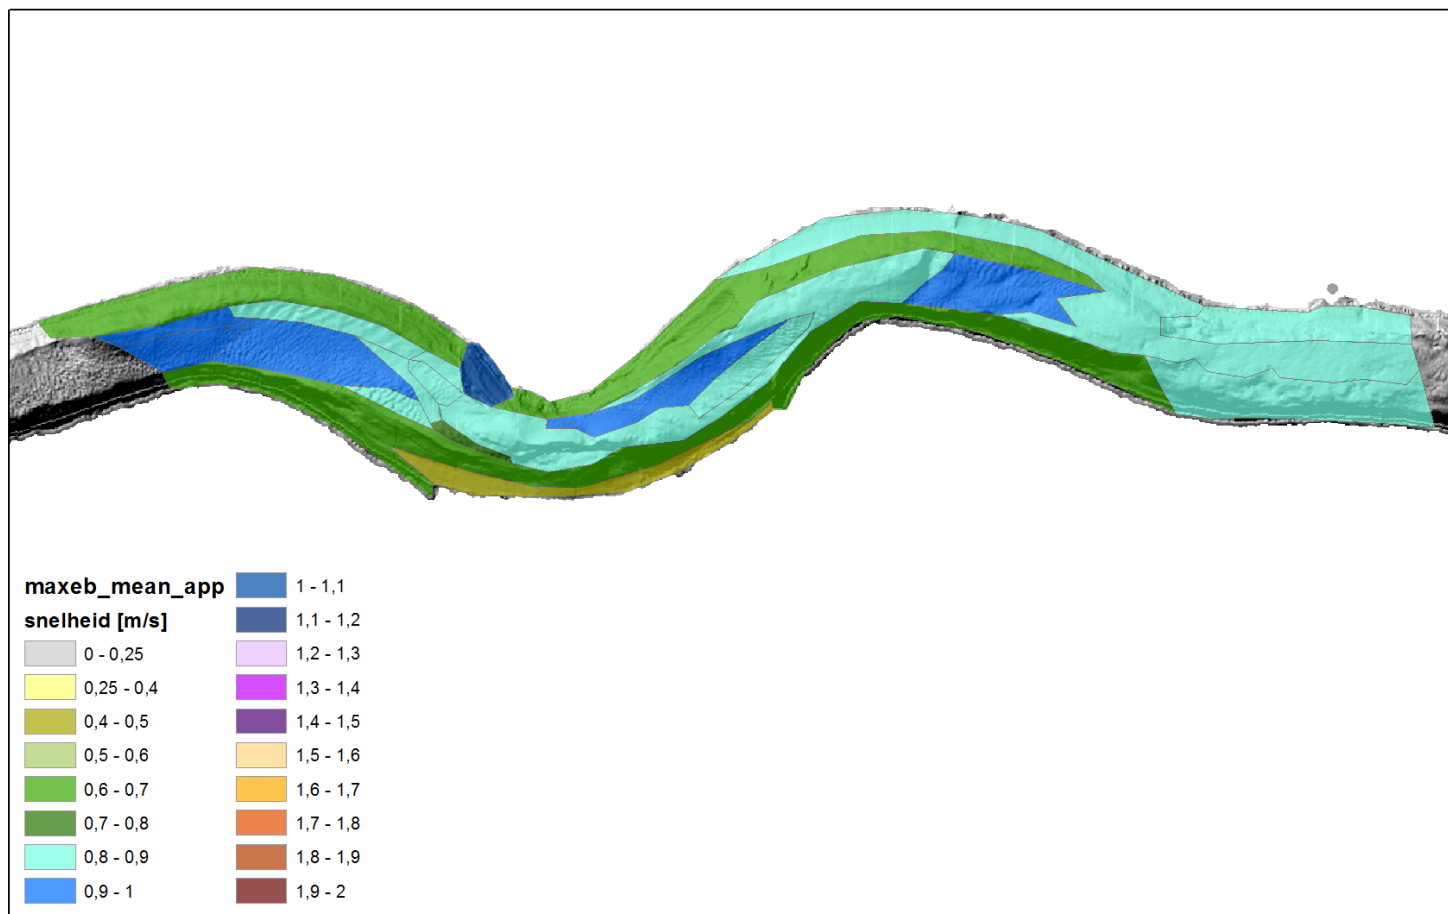 maxeb_mean_app
snelheid [m/s]
0 - 0,25
0,25 - 0,4
0,4 - 0,5
0,5 - 0,6
0,6 - 0,7
0,7 - 0,8
0,8 - 0,9
0,9 - 1
1 - 1,1
1,1 - 1,2
1,2 - 1,3
1,3 - 1,4
1,4 - 1,5
1,5 - 1,6
1,6 - 1,7
1,7 - 1,8
1,8 - 1,9
1,9 - 2